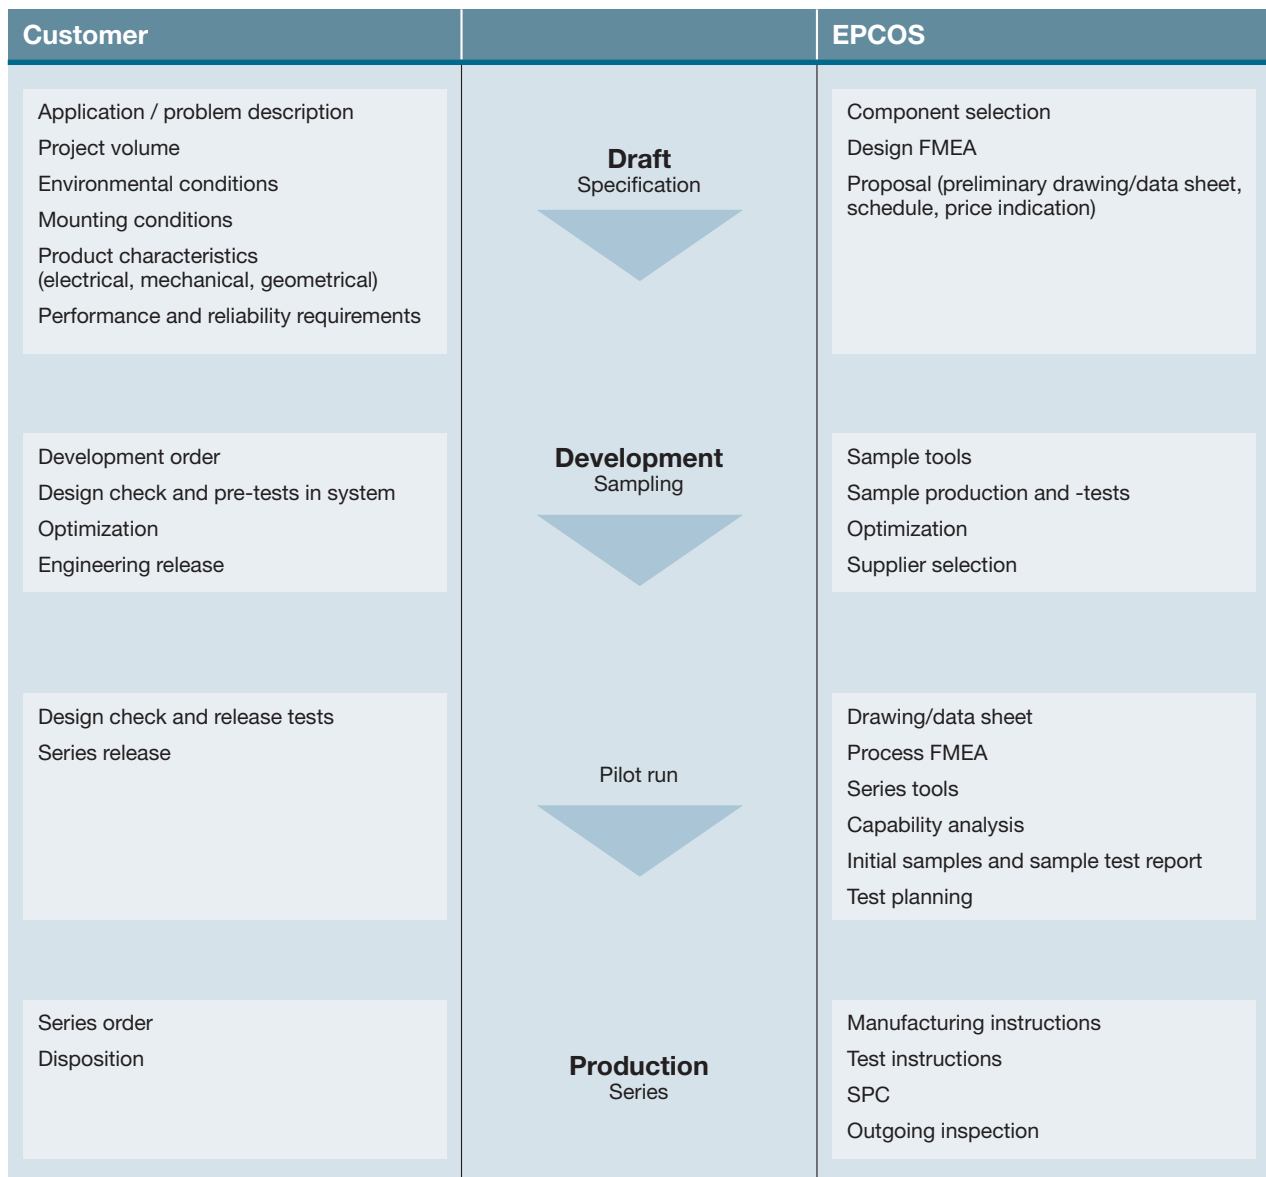 Customer
EPCOS
Application / problem description
Project volume
Environmental conditions
Mounting conditions
Product characteristics
(electrical, mechanical, geometrical)
Performance and reliability requirements
Draft
Specification
Component selection
Design FMEA
Proposal (preliminary drawing/data sheet,
schedule, price indication)
Development order
Design check and pre-tests in system
Optimization
Engineering release
Development
Sampling
Sample tools
Sample production and -tests
Optimization
Supplier selection
Design check and release tests
Series release
Pilot run
Drawing/data sheet
Process FMEA
Series tools
Capability analysis
Initial samples and sample test report
Test planning
Series order
Disposition
Production
Series
Manufacturing instructions
Test instructions
SPC
Outgoing inspection